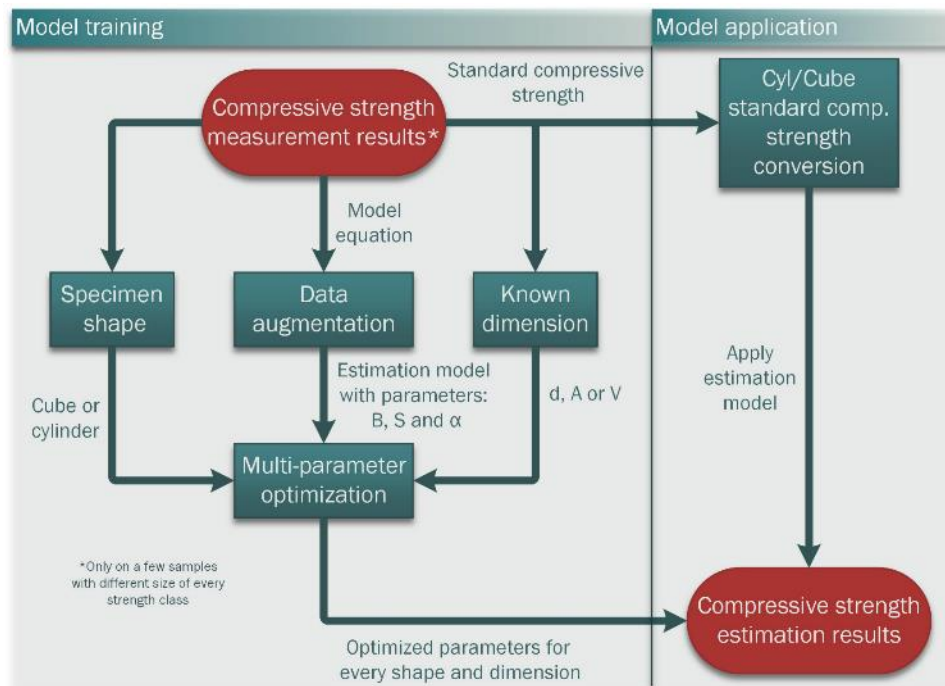 Model training
Model application
Standard compressive
strength
Compressive strength
measurement results*
Cyl/Cube
standard comp.
strength
conversion
Model
equation
Specimen
shape
Data
augmentation
Known
dimension
Cube or
cylinder
Estimation model
with parameters:
B, S and α
d, A or V
Apply
estimation
model
Multi-parameter
optimization
*Only on a few samples
with different size of every
strength class
Compressive strength
estimation results
Optimized parameters for
every shape and dimension